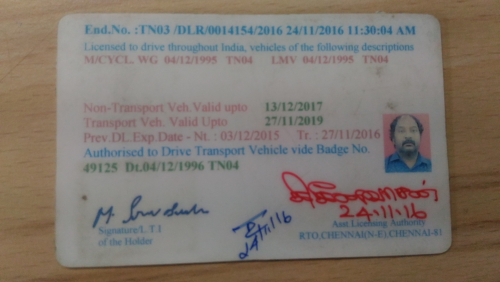 End.No. :TN03 /DLR/0014154/2016 24/11/2016 11:30:04 AM
Licensed to drive throughout India, vehicles of the following descriptions
M/CYCL. WG 04/12/1995 TN04 LMV 04/12/1995 TN04
Non-Transport Veh.Valid upto 13/12/2017
Transport Veh. Valid Upto 27/11/2019
Prev.DL.Exp.Date - Nt. : 03/12/2015 Tr. : 27/11/2016
Authorised to Drive Transport Vehicle vide Badge No.
49125 Dt.04/12/1996 TN04
24/11/16
24.11.16
Signature/L.T.I
of the Holder
Asst Licensing Authority
RTO,CHENNAI(N-E),CHENNAI-81